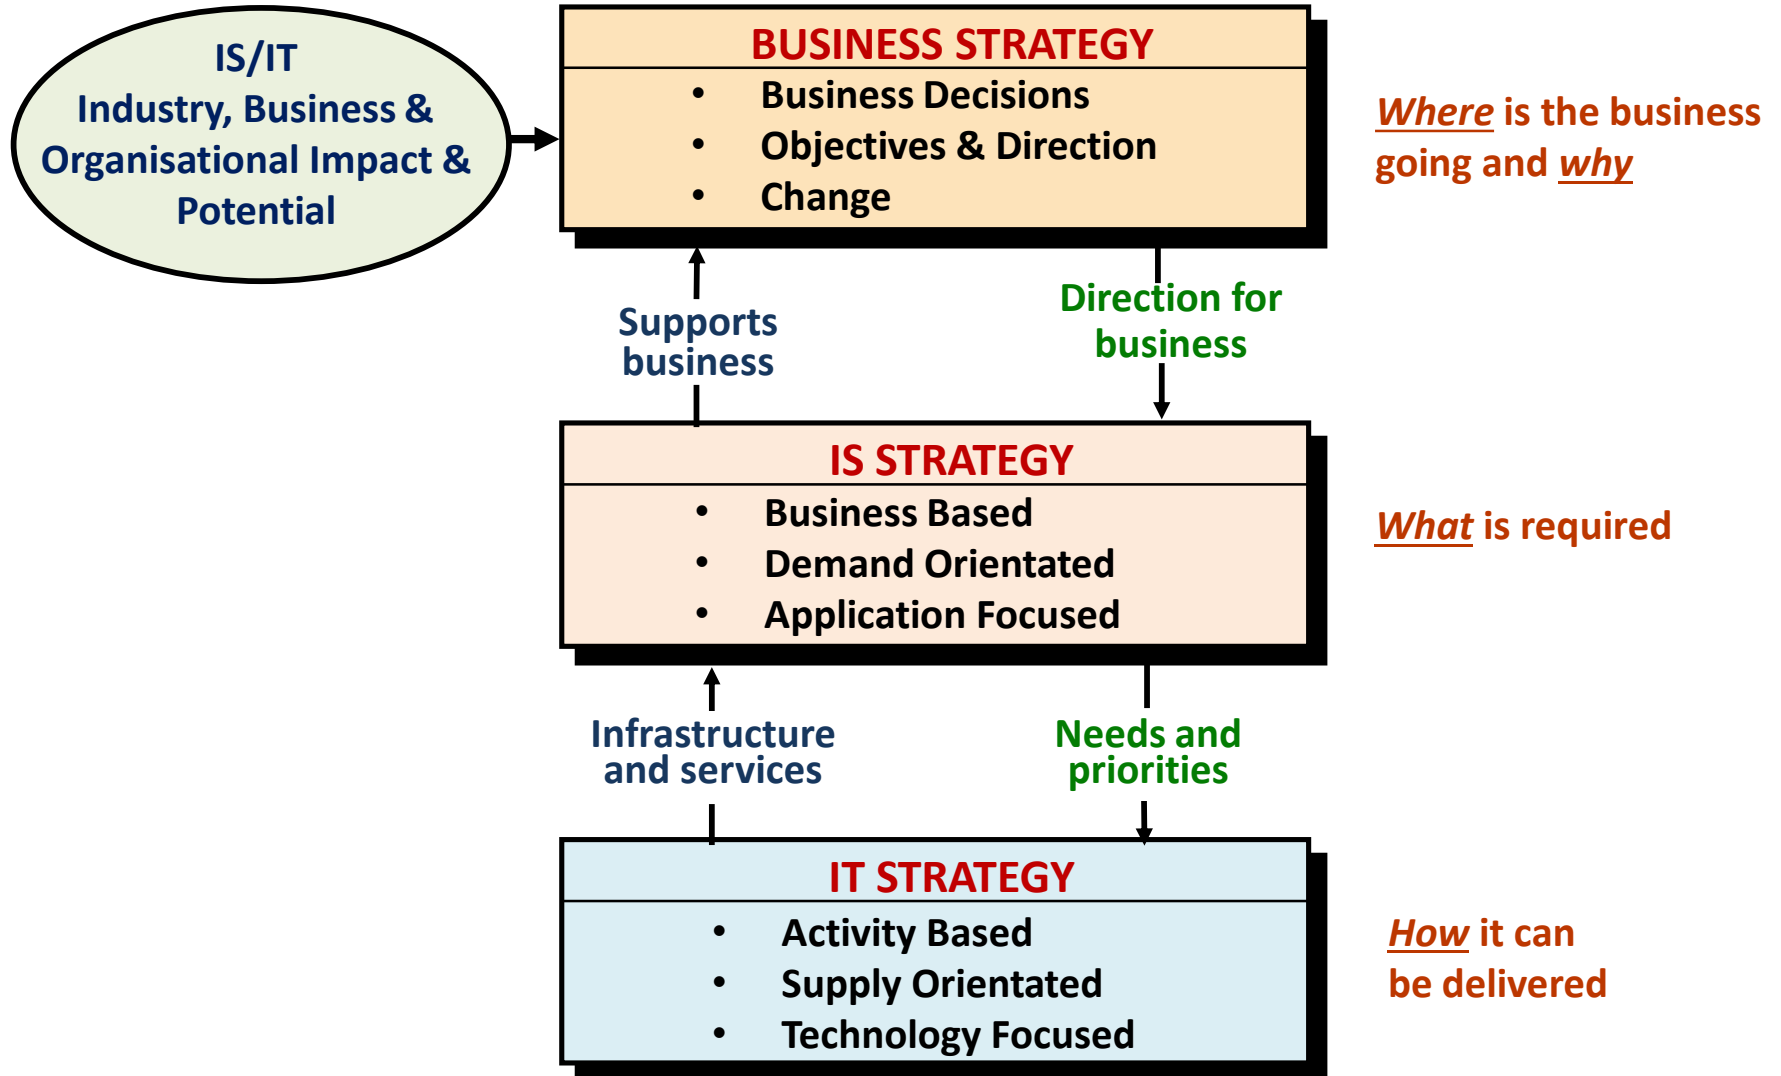 IS/IT
Industry, Business &
Organisational Impact &
Potential
BUSINESS STRATEGY
• Business Decisions
• Objectives & Direction
• Change
Where is the business
going and why
Supports
business
Direction for
business
IS STRATEGY
• Business Based
• Demand Orientated
• Application Focused
What is required
Infrastructure
and services
Needs and
priorities
IT STRATEGY
• Activity Based
• Supply Orientated
• Technology Focused
How it can
be delivered